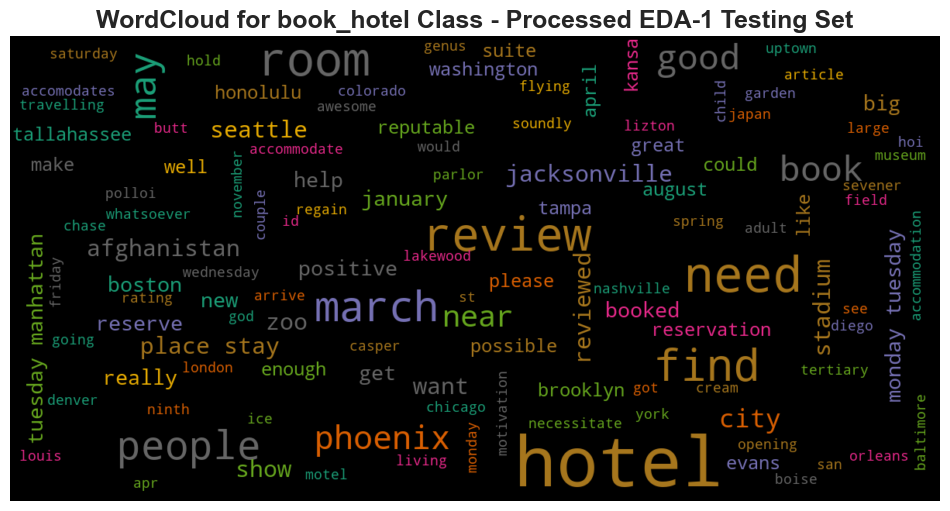 WordCloud for book_hotel Class - Processed EDA-1 Testing Set
saturday
hold
room
genus
suite
kansa
good
uptown
may
accomodates
travelling
honolulu
colorado
awesome
washington
flying
april
child
garden
article
japan
big
tallahassee
butt
seattle
accommodate
reputable
would
soundly
lizton
great
large
hoi
museum
make
well
november
couple
help
parlor
jacksonville
could
book
sevener
field
polloi
whatsoever
chase
id
regain
january
tampa
august
spring
adult
like
afghanistan
review
lakewood
tuesday manhattan
friday
boston
wednesday
positive
please
reviewed
nashville
need
stadium
monday tuesday
accommodation
rating
new
arrive
god
march
st
near
booked
reservation
see
diego
reserve
zoo
going
place stay
casper
possible
find
tertiary
really
london
enough
get
want
motivation
brooklyn
got
cream
denver
ninth
ice
chicago
necessitate
york
city
baltimore
people
phoenix
monday
hotel
opening
louis
show
motel
living
evans
san
orleans
apr
boise